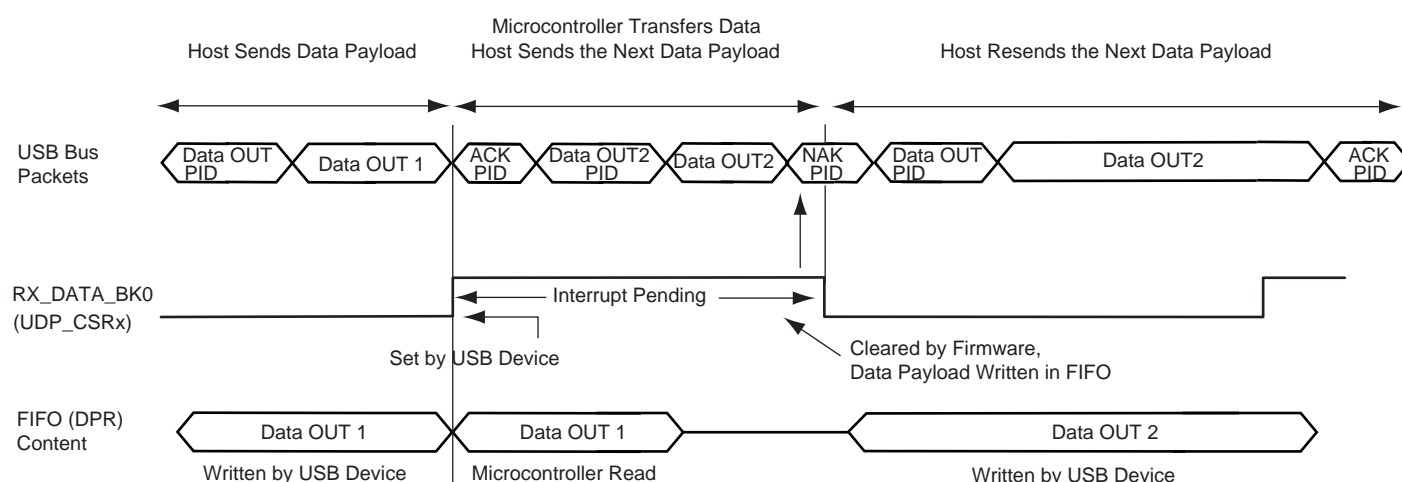 Microcontroller Transfers Data
Host Sends Data Payload
Host Sends the Next Data Payload
Host Resends the Next Data Payload
USB Bus
Packets
Data OUT
PID
Data OUT 1
ACK
PID
Data OUT2
PID
Data OUT2
NAK
PID
Data OUT
PID
Data OUT2
ACK
PID
RX_DATA_BK0
(UDP_CSRx)
Interrupt Pending
Set by USB Device
Cleared by Firmware,
Data Payload Written in FIFO
FIFO (DPR)
Content
Data OUT 1
Data OUT 1
Data OUT 2
Written by USB Device
Microcontroller Read
Written by USB Device